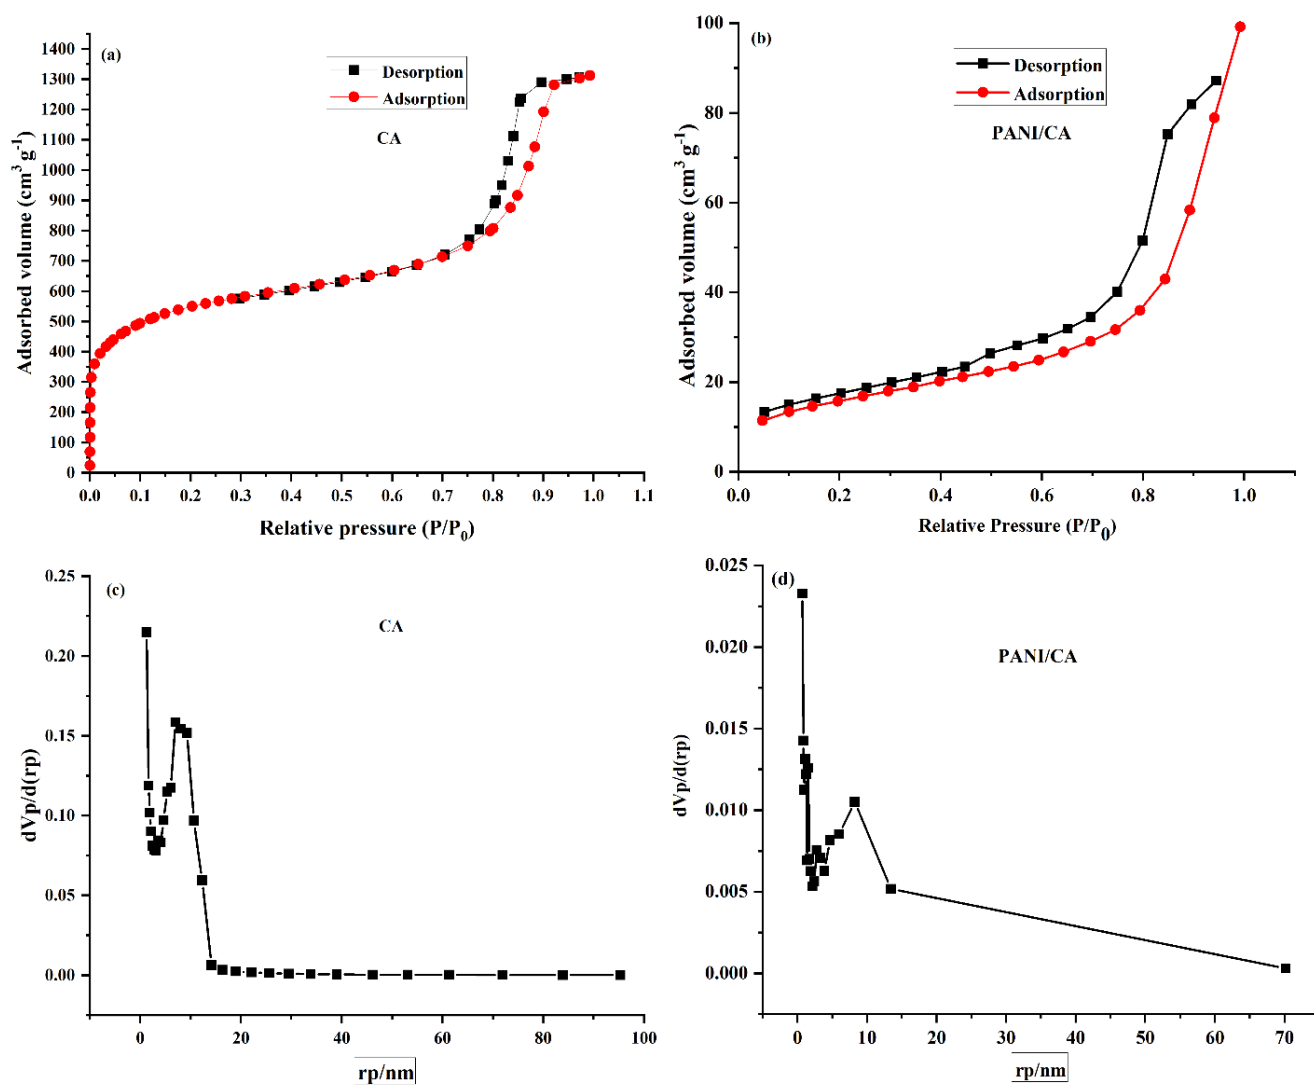 (a)
Desorption
Adsorption
CA
Adsorbed volume (cm³ g⁻¹)
1400
1300
1200
1100
1000
900
800
700
600
500
400
300
200
100
0
0.0 0.1 0.2 0.3 0.4 0.5 0.6 0.7 0.8 0.9 1.0 1.1
Relative pressure (P/P₀)
(b)
Desorption
Adsorption
PANI/CA
Adsorbed volume (cm³ g⁻¹)
100
80
60
40
20
0
0.0 0.2 0.4 0.6 0.8 1.0
Relative Pressure (P/P₀)
(c)
CA
dVp/d(rp)
0.25
0.20
0.15
0.10
0.05
0.00
0 20 40 60 80 100
rp/nm
(d)
PANI/CA
dVp/d(rp)
0.025
0.020
0.015
0.010
0.005
0.000
0 10 20 30 40 50 60 70
rp/nm